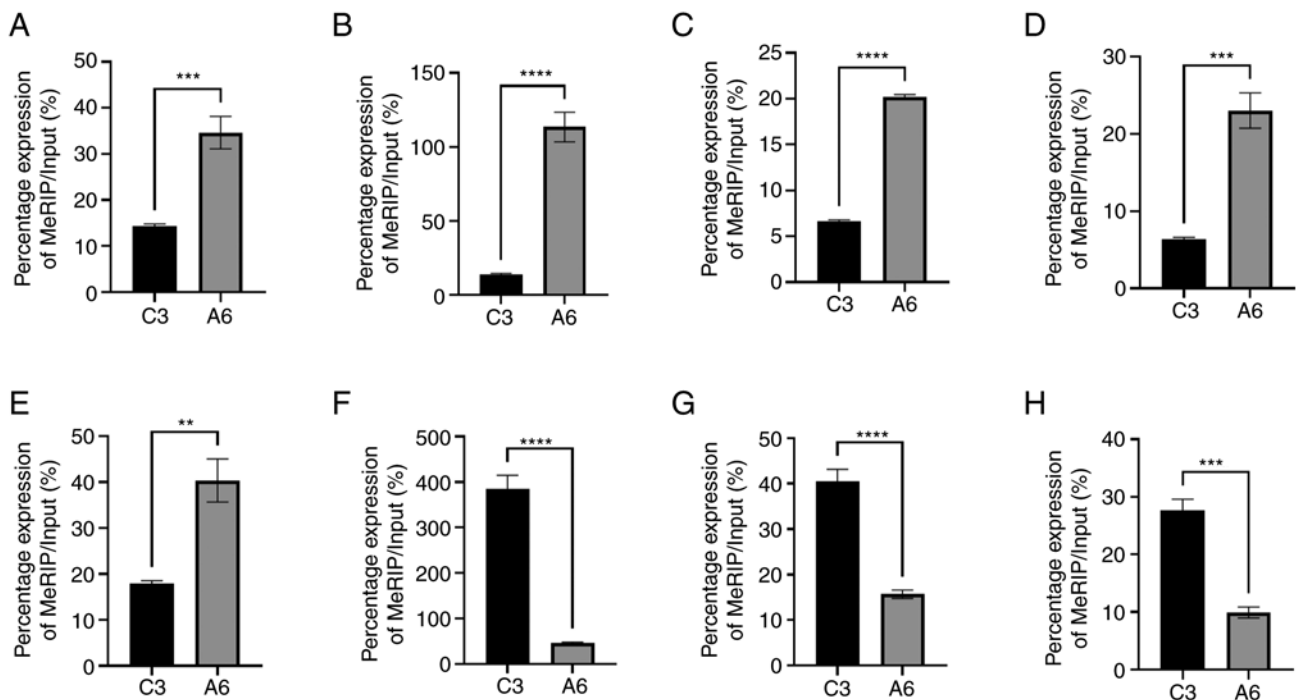 A
Percentage expression
of MeRIP/Input (%)
50
40
30
20
10
0
***
C3 A6
B
Percentage expression
of MeRIP/Input (%)
150
100
50
0
****
C3 A6
C
Percentage expression
of MeRIP/Input (%)
25
20
15
10
5
0
****
C3 A6
D
Percentage expression
of MeRIP/Input (%)
30
20
10
0
***
C3 A6
E
Percentage expression
of MeRIP/Input (%)
50
40
30
20
10
0
**
C3 A6
F
Percentage expression
of MeRIP/Input (%)
500
400
300
200
100
50
0
****
C3 A6
G
Percentage expression
of MeRIP/Input (%)
50
40
30
20
10
0
****
C3 A6
H
Percentage expression
of MeRIP/Input (%)
40
30
20
10
0
***
C3 A6